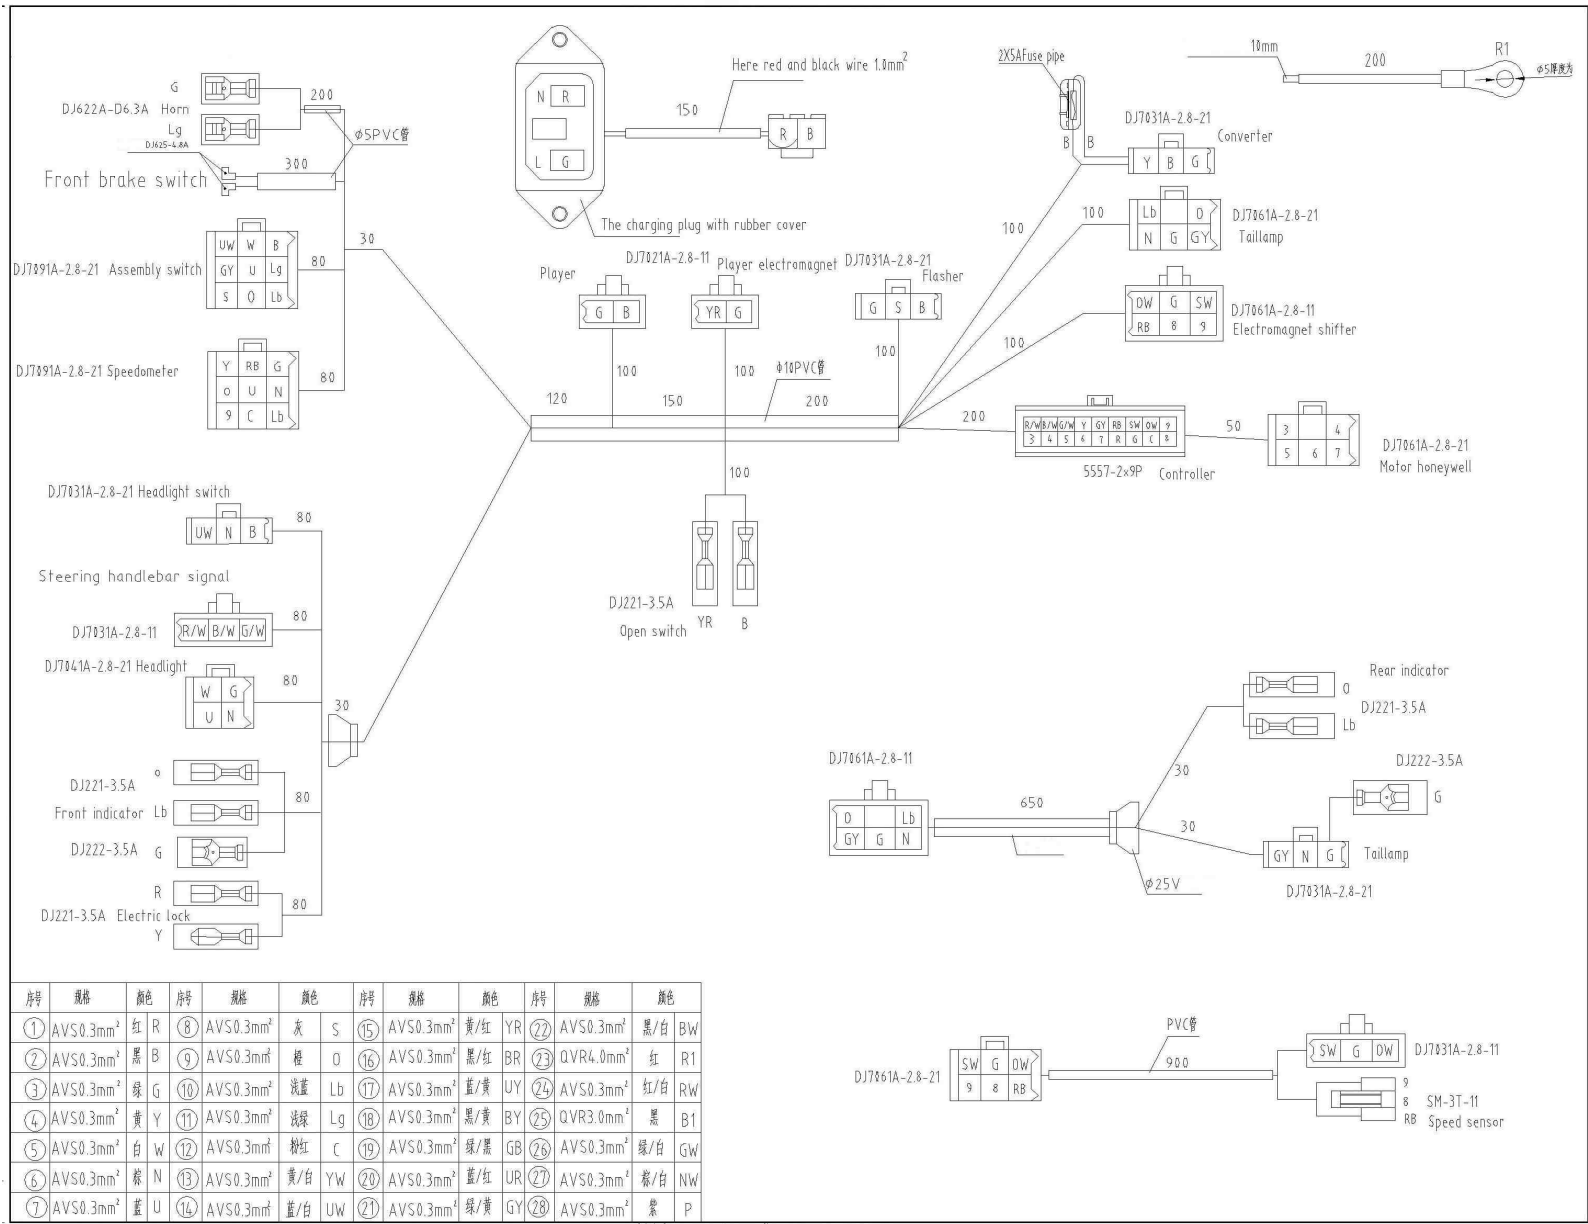 G
DJ622A-D6.3A Horn
Lg
200
DJ625-4.8A
Φ5PVC管
300
Front brake switch
30
UW W B
DJ7091A-2.8-21 Assembly switch
GY U Lg
80
S O Lb
Y RB G
DJ7091A-2.8-21 Speedometer
O U N
80
9 C Lb
N R
L G
Here red and black wire 1.0mm²
150
R B
The charging plug with rubber cover
2X5AFuse pipe
B B
DJ7031A-2.8-21
Converter
Y B G
10mm
200
R1
Φ5厚度为
100
100
Lb O
DJ7061A-2.8-21
N G GY
Taillamp
Player
DJ7021A-2.8-11
Player electromagnet
DJ7031A-2.8-21
Flasher
G B
YR G
G S B
OW G SW
DJ7061A-2.8-11
RB 8 9
Electromagnet shifter
100
100
100
100
Φ10PVC管
120
150
200
200
R/W B/W G/W Y GY RB SW OW 9
3 4 5 6 7 R G C 8
5557-2x9P Controller
50
3 4
5 6 7
DJ7061A-2.8-21
Motor honeywell
100
DJ221-3.5A
Open switch
YR
B
DJ7031A-2.8-21 Headlight switch
UW N B
80
Steering handlebar signal
DJ7031A-2.8-11
R/W B/W G/W
80
DJ7041A-2.8-21 Headlight
W G
U N
80
30
O
DJ221-3.5A
Front indicator Lb
80
DJ222-3.5A G
R
DJ221-3.5A Electric lock
80
Y
Rear indicator
O
DJ221-3.5A
Lb
DJ7061A-2.8-11
O Lb
GY G N
650
30
30
DJ222-3.5A
G
GY N G
Taillamp
DJ7031A-2.8-21
Φ25V
DJ7061A-2.8-21
SW G OW
9 8 RB
PVC管
900
SW G OW
DJ7031A-2.8-11
9
8 SM-3T-11
RB Speed sensor
序号 规格 颜色 序号 规格 颜色 序号 规格 颜色 序号 规格 颜色
1 AVS0.3mm² 红 R 8 AVS0.3mm² 灰 S 15 AVS0.3mm² 黄/红 YR 22 AVS0.3mm² 黑/白 BW
2 AVS0.3mm² 黑 B 9 AVS0.3mm² 橙 O 16 AVS0.3mm² 黑/红 BR 23 QVR4.0mm² 红 R1
3 AVS0.3mm² 绿 G 10 AVS0.3mm² 浅蓝 Lb 17 AVS0.3mm² 蓝/黄 UY 24 AVS0.3mm² 红/白 RW
4 AVS0.3mm² 黄 Y 11 AVS0.3mm² 浅绿 Lg 18 AVS0.3mm² 黑/黄 BY 25 QVR3.0mm² 黑 B1
5 AVS0.3mm² 白 W 12 AVS0.3mm² 粉红 C 19 AVS0.3mm² 绿/黑 GB 26 AVS0.3mm² 绿/白 GW
6 AVS0.3mm² 棕 N 13 AVS0.3mm² 黄/白 YW 20 AVS0.3mm² 蓝/红 UR 27 AVS0.3mm² 棕/白 NW
7 AVS0.3mm² 蓝 U 14 AVS0.3mm² 蓝/白 UW 21 AVS0.3mm² 绿/黄 GY 28 AVS0.3mm² 紫 P